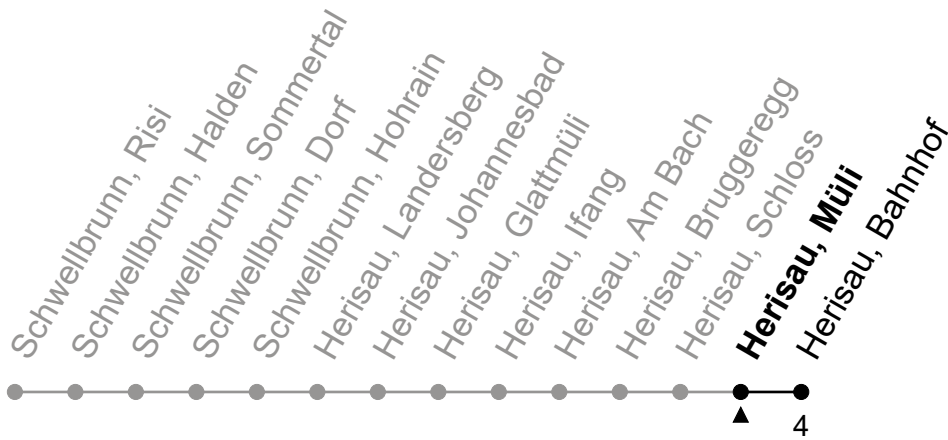 Schwellbrunn, Risi
Schwellbrunn, Halden
Schwellbrunn, Sommertal
Schwellbrunn, Dorf
Schwellbrunn, Hohrain
Herisau, Landersberg
Herisau, Johannesbad
Herisau, Glattmüli
Herisau, Ifang
Herisau, Am Bach
Herisau, Bruggeregg
Herisau, Schloss
Herisau, Müli
Herisau, Bahnhof
4